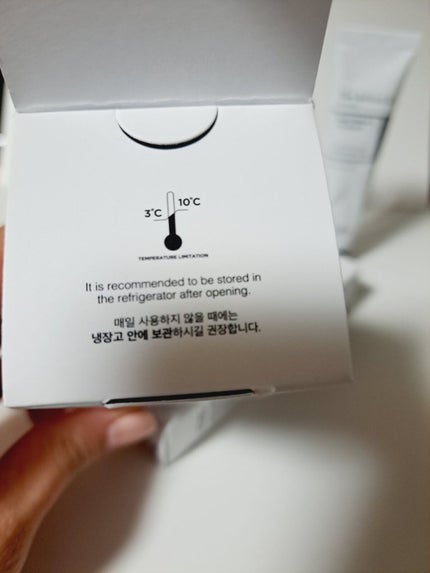 3°C 10°C
TEMPERATURE LIMITATION
It is recommended to be stored in
the refrigerator after opening.
매일 사용하지 않을 때에는
냉장고 안에 보관하시길 권장합니다.